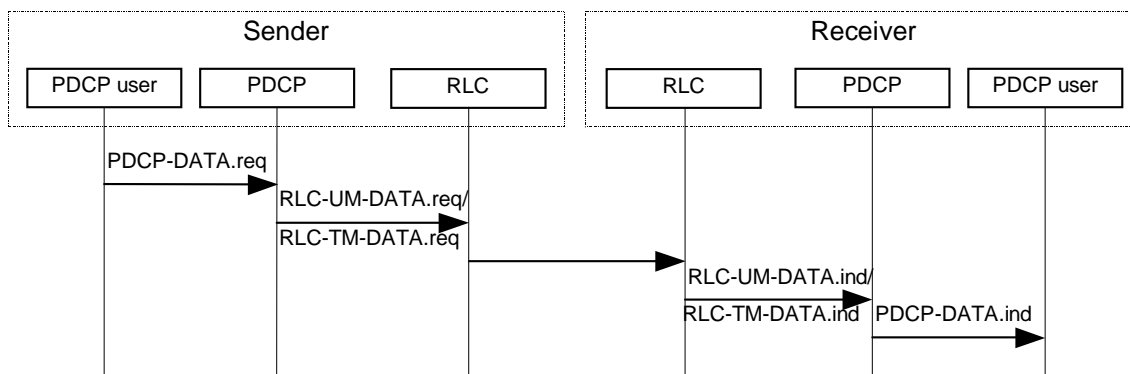 Sender
Receiver
PDCP user
PDCP
RLC
RLC
PDCP
PDCP user
PDCP-DATA.req
RLC-UM-DATA.req/
RLC-TM-DATA.req
RLC-UM-DATA.ind/
RLC-TM-DATA.ind
PDCP-DATA.ind